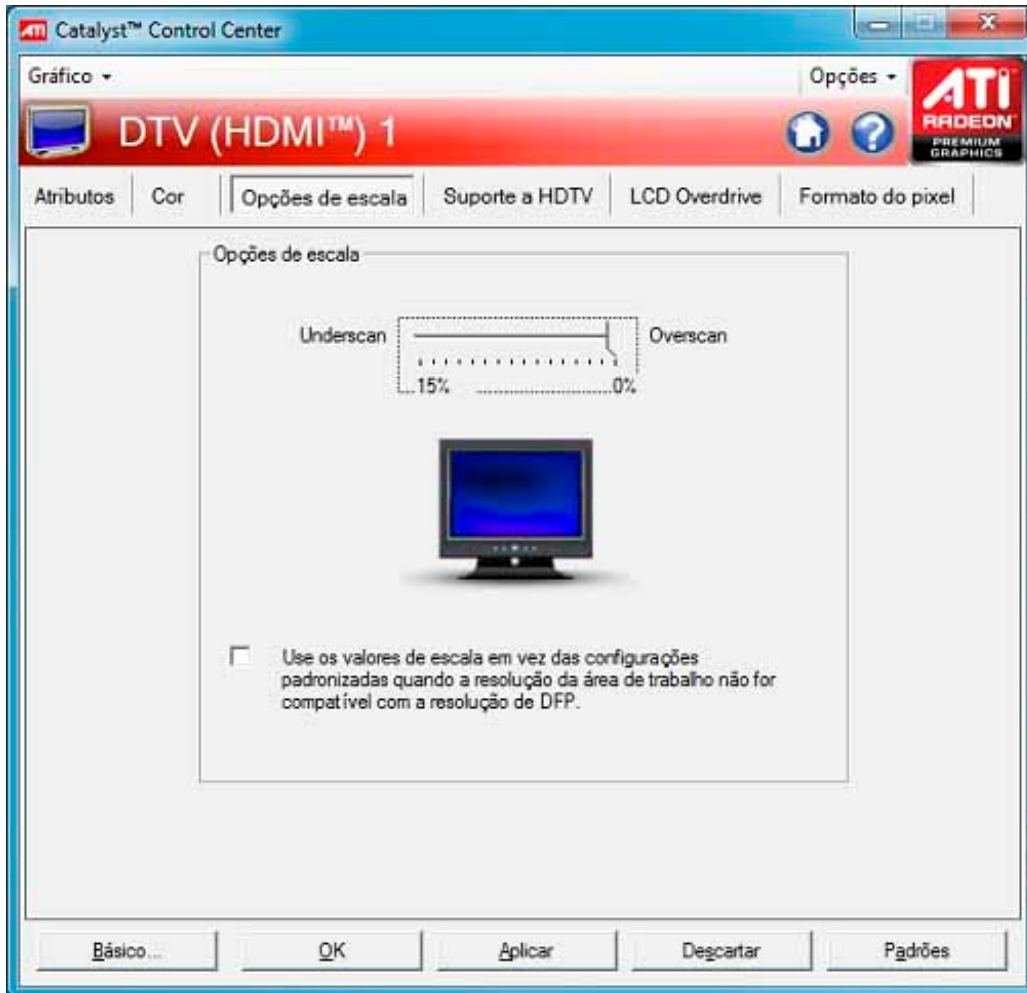 ATI Catalyst™ Control Center
Gráfico
Opções
ATI
RADEON
PREMIUM
GRAPHICS
DTV (HDMI™) 1
?
Atributos
Cor
Opções de escala
Suporte a HDTV
LCD Overdrive
Formato do pixel
Opções de escala
Underscan
Overscan
15%
0%
Use os valores de escala em vez das configurações
padronizadas quando a resolução da área de trabalho não for
compatível com a resolução de DFP.
Básico...
OK
Aplicar
Descartar
Padrões